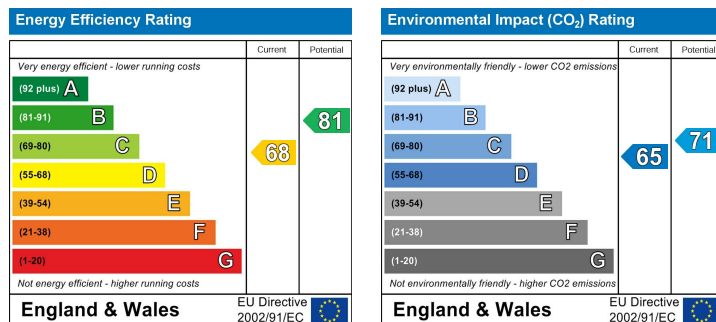 Energy Efficiency Rating
Current Potential
Very energy efficient - lower running costs
(92 plus) A
(81-91) B
(69-80) C
(55-68) D
(39-54) E
(21-38) F
(1-20) G
68
81
Not energy efficient - higher running costs
England & Wales
EU Directive
2002/91/EC
Environmental Impact (CO₂) Rating
Current Potential
Very environmentally friendly - lower CO2 emissions
(92 plus) A
(81-91) B
(69-80) C
(55-68) D
(39-54) E
(21-38) F
(1-20) G
65
71
Not environmentally friendly - higher CO2 emissions
England & Wales
EU Directive
2002/91/EC